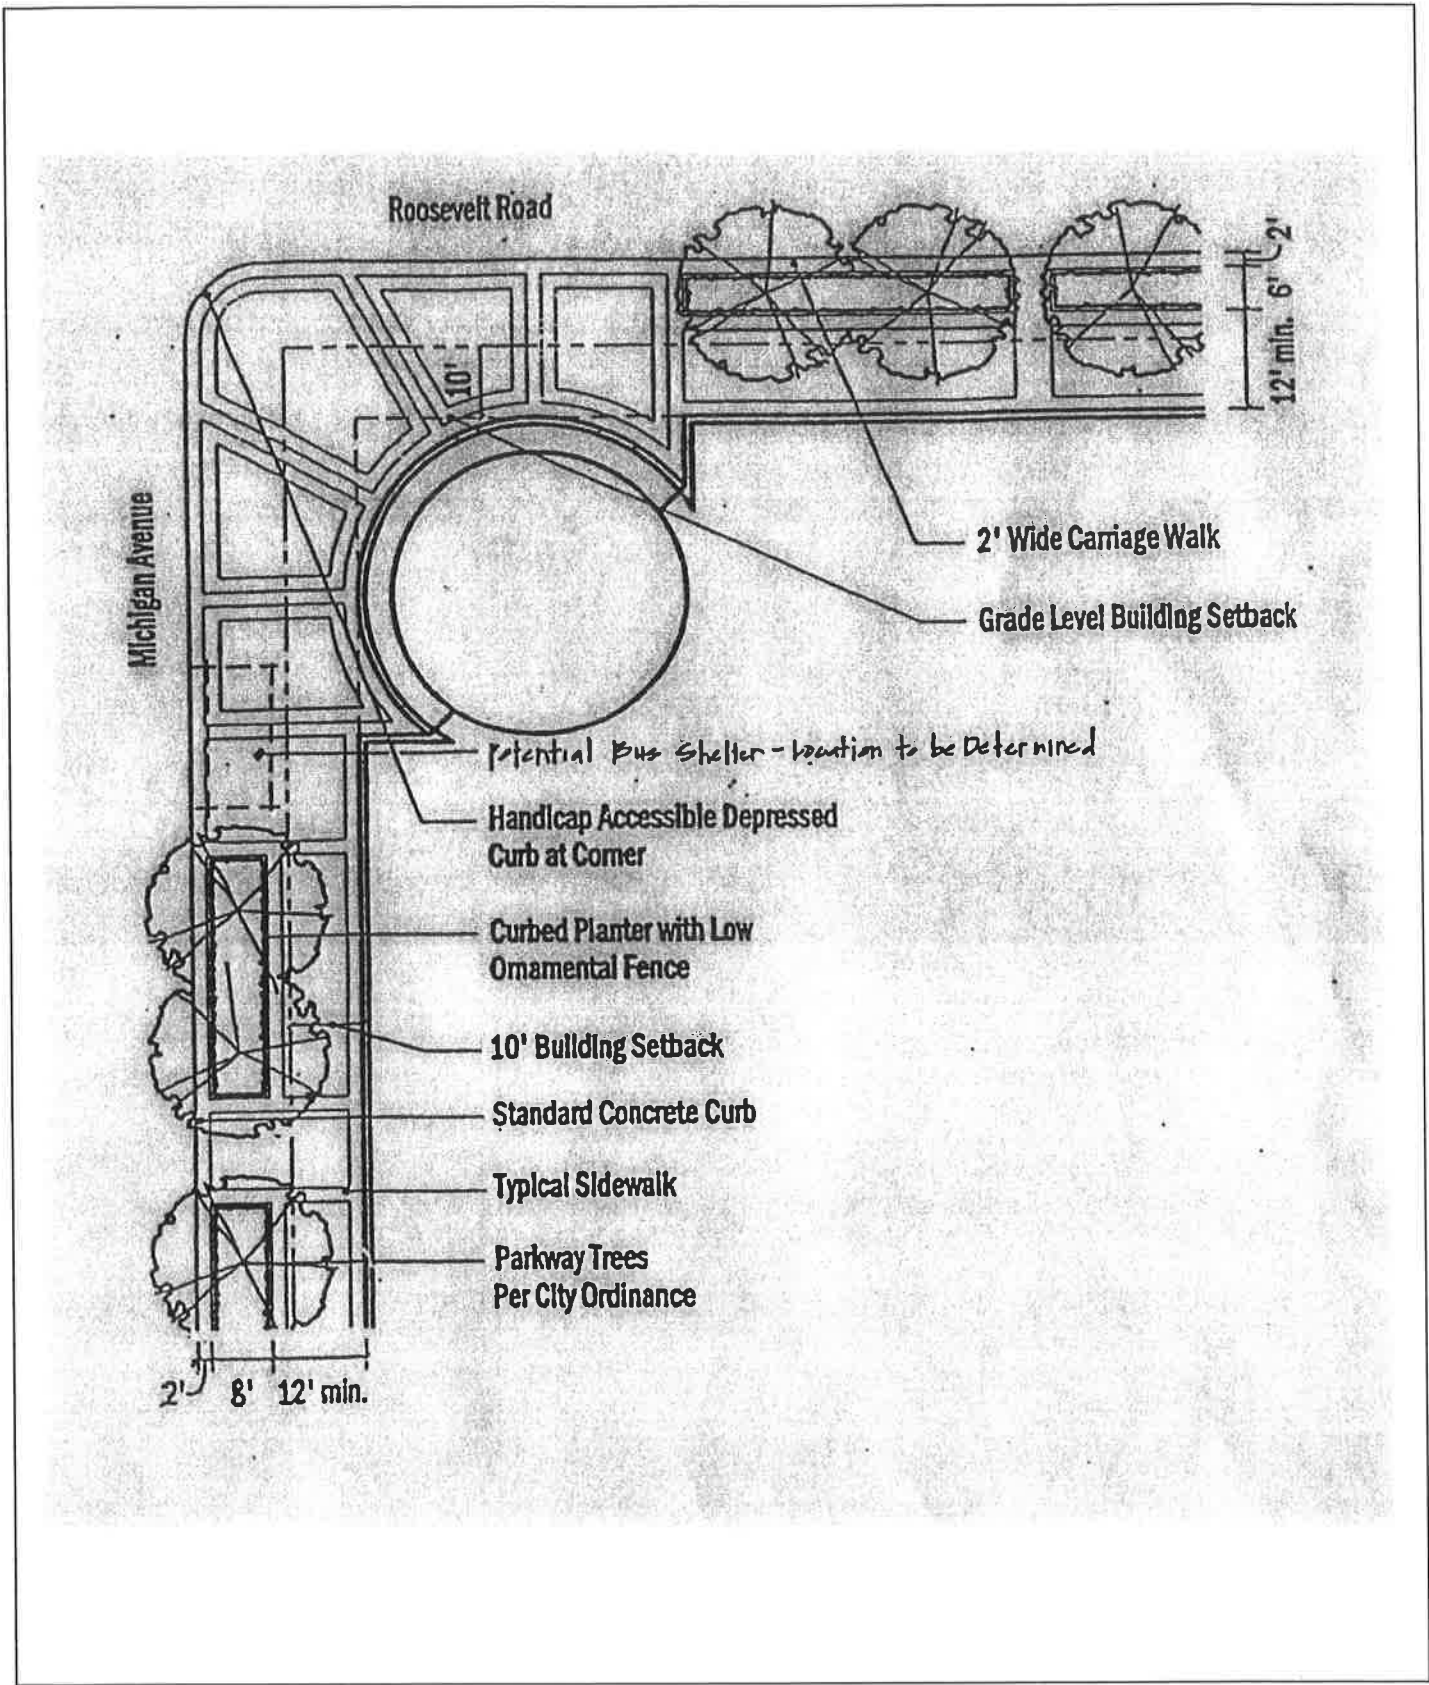 Roosevelt Road
2'
6'
12' min.
10'
Michigan Avenue
2' Wide Carriage Walk
Grade Level Building Setback
Potential Bus Shelter - Location to be Determined
Handicap Accessible Depressed
Curb at Corner
Curbed Planter with Low
Ornamental Fence
10' Building Setback
Standard Concrete Curb
Typical Sidewalk
Parkway Trees
Per City Ordinance
2' 8' 12' min.